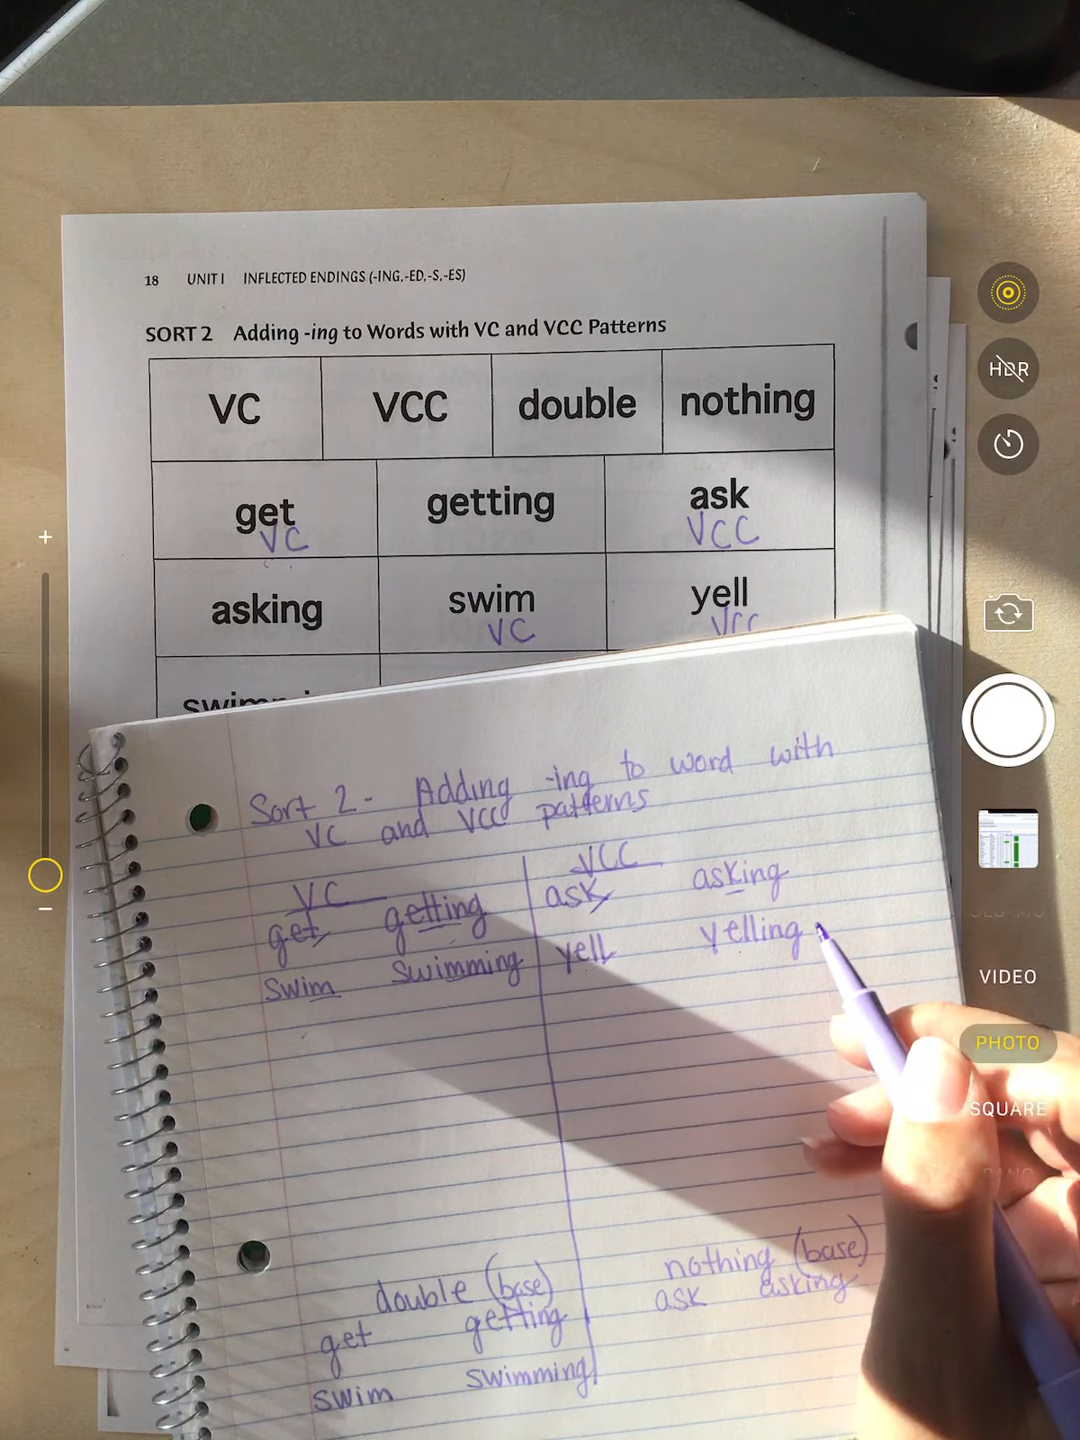 18 UNIT I INFLECTED ENDINGS (-ING,-ED,-S,-ES)
SORT 2 Adding -ing to Words with VC and VCC Patterns
VC VCC double nothing
get getting ask
VC VCC
asking swim yell
VC VCC
Sort 2 - Adding -ing to word with
VC and VCC patterns
VC VCC
get getting ask asking
swim swimming yell yelling
double (base) nothing (base)
get getting ask asking
swim swimming
HDR
VIDEO
PHOTO
SQUARE